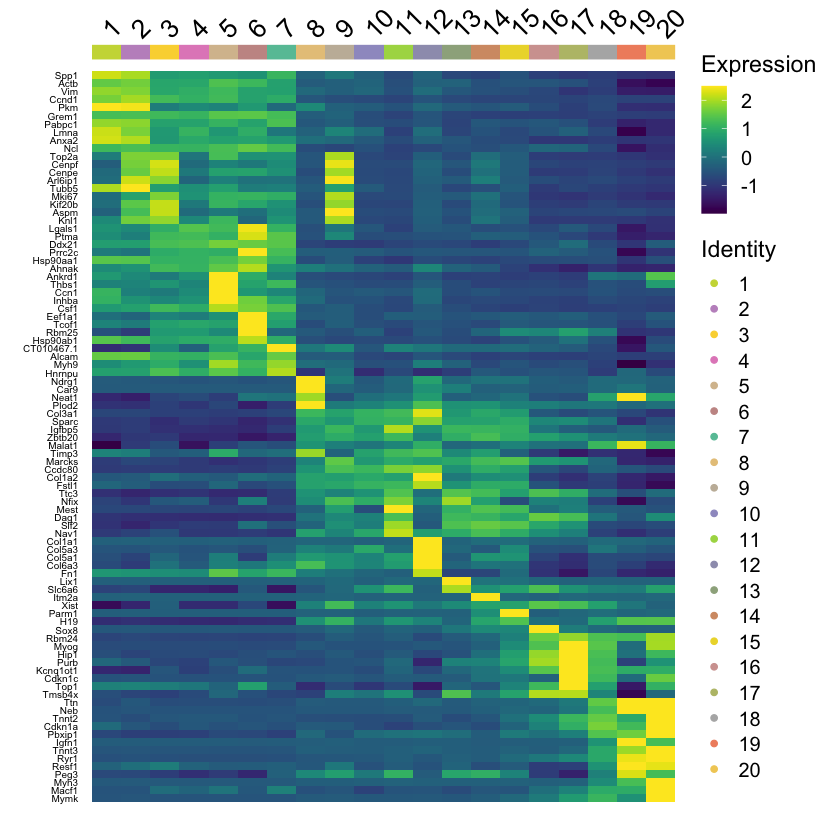 1 2 3 4 5 6 7 8 9 10 11 12 13 14 15 16 17 18 19 20
Spp1
Actb
Vim
Ccnd1
Pkm
Grem1
Pabpc1
Lmna
Anxa2
Ncl
Top2a
Cenpf
Cenpe
Arl6ip1
Tubb5
Mki67
Kif20b
Aspm
Knl1
Lgals1
Ptma
Ddx21
Prrc2c
Hsp90aa1
Ahnak
Ankrd1
Thbs1
Ccn1
Inhba
Csf1
Eef1a1
Tcof1
Rbm25
Hsp90ab1
CT010467.1
Alcam
Myh9
Hnrnpu
Ndrg1
Car9
Neat1
Plod2
Col3a1
Sparc
Igfbp5
Zbtb20
Malat1
Timp3
Marcks
Ccdc80
Col1a2
Fstl1
Ttc3
Nfix
Mest
Dag1
Slf2
Nav1
Col1a1
Col5a3
Col5a1
Col6a3
Fn1
Lix1
Slc6a6
Itm2a
Xist
Parm1
H19
Sox8
Rbm24
Myog
Hip1
Purb
Kcnq1ot1
Cdkn1c
Top1
Tmsb4x
Ttn
Neb
Tnnt2
Cdkn1a
Pbxip1
Igfn1
Tnnt3
Ryr1
Resf1
Peg3
Myh3
Macf1
Mymk
Expression
2
1
0
-1
Identity
1
2
3
4
5
6
7
8
9
10
11
12
13
14
15
16
17
18
19
20